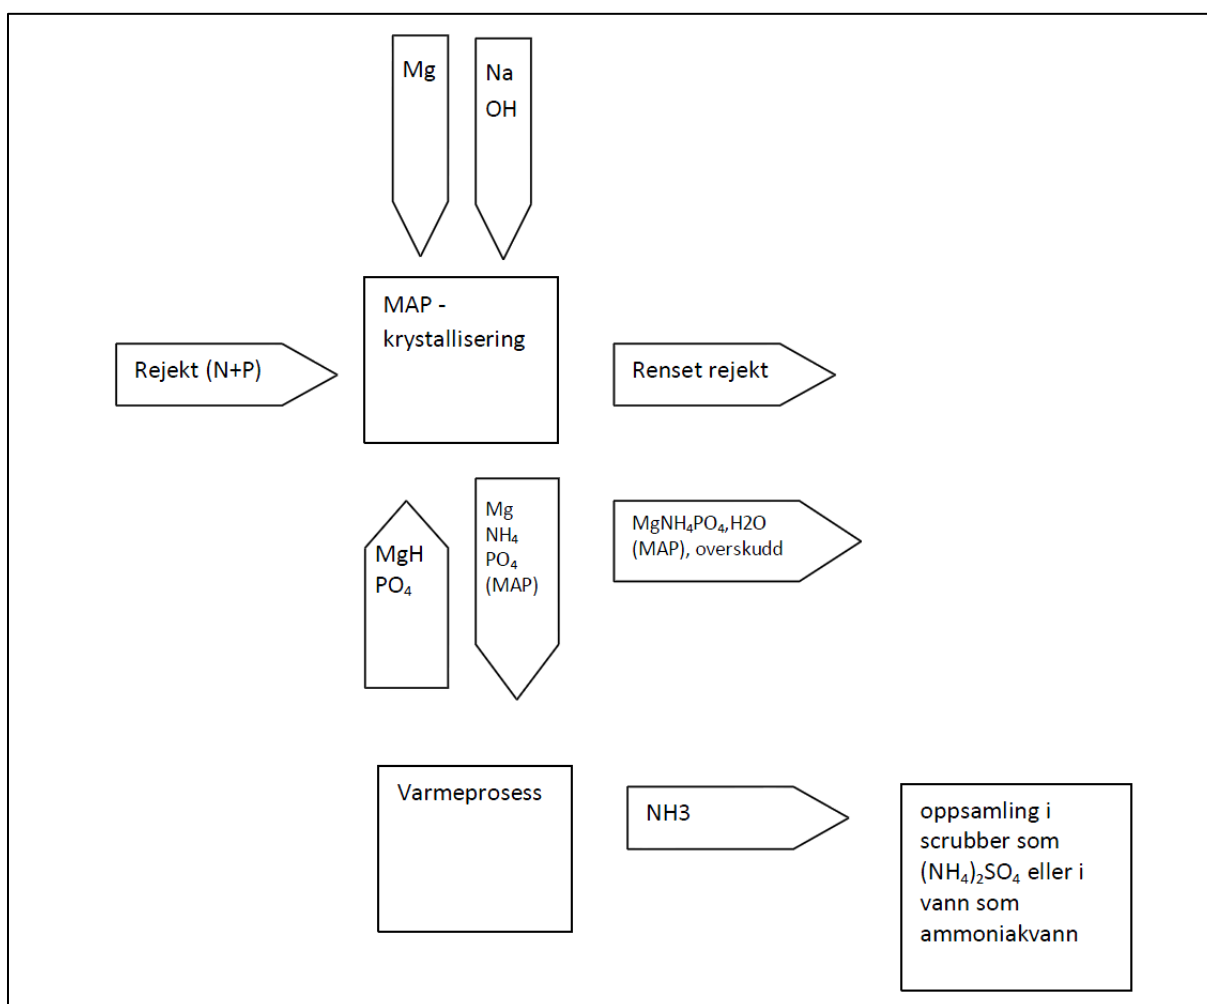 Mg
Na
OH
MAP -
krystallisering
Rejekt (N+P)
Renset rejekt
MgH
PO₄
Mg
NH₄
PO₄
(MAP)
MgNH₄PO₄,H2O
(MAP), overskudd
Varmeprosess
NH3
oppsamling i
scrubber som
(NH₄)₂SO₄ eller i
vann som
ammoniakvann